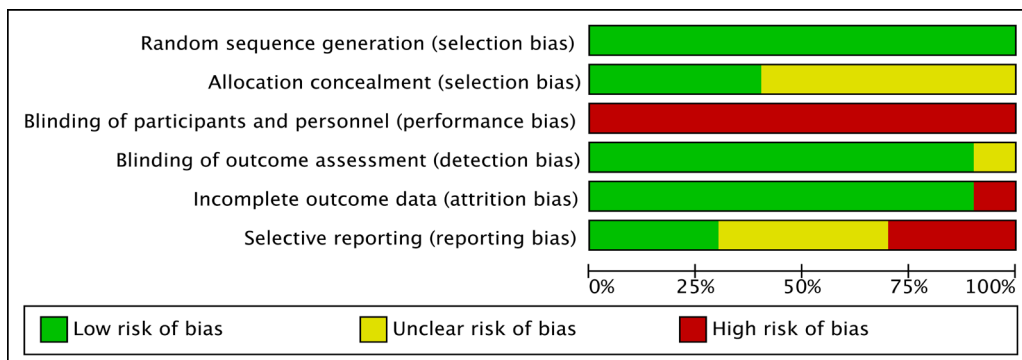 Random sequence generation (selection bias)
Allocation concealment (selection bias)
Blinding of participants and personnel (performance bias)
Blinding of outcome assessment (detection bias)
Incomplete outcome data (attrition bias)
Selective reporting (reporting bias)
0% 25% 50% 75% 100%
Low risk of bias Unclear risk of bias High risk of bias